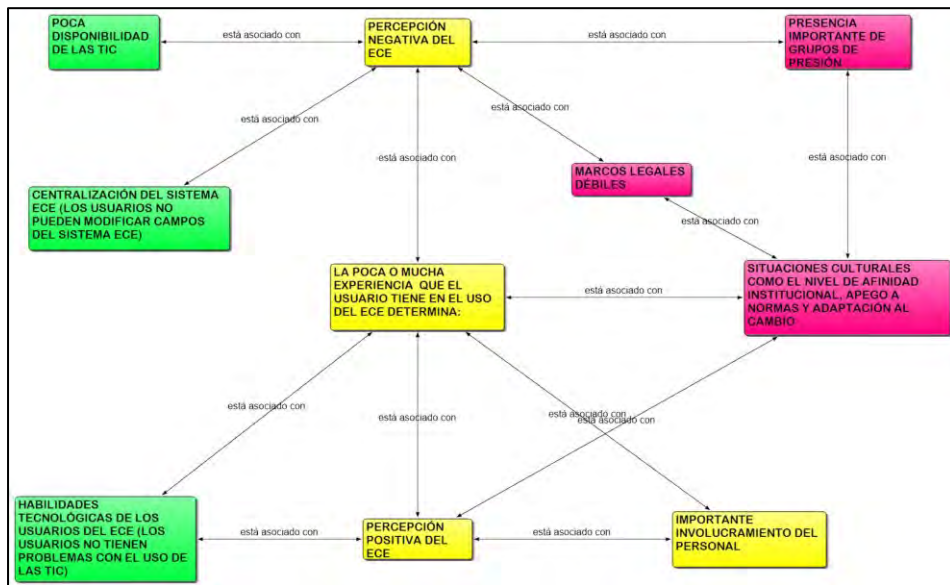 POCA
DISPONIBILIDAD
DE LAS TIC
está asociado con
PERCEPCIÓN
NEGATIVA DEL
ECE
está asociado con
PRESENCIA
IMPORTANTE DE
GRUPOS DE
PRESIÓN
está asociado con
está asociado con
está asociado con
está asociado con
MARCOS LEGALES
DÉBILES
CENTRALIZACIÓN DEL SISTEMA
ECE (LOS USUARIOS NO
PUEDEN MODIFICAR CAMPOS
DEL SISTEMA ECE)
está asociado con
LA POCA O MUCHA
EXPERIENCIA QUE EL
USUARIO TIENE EN EL USO
DEL ECE DETERMINA:
está asociado con
SITUACIONES CULTURALES
COMO EL NIVEL DE AFINIDAD
INSTITUCIONAL, APEGO A
NORMAS Y ADAPTACIÓN AL
CAMBIO
está asociado con
está asociado con
está asociado con
está asociado con
HABILIDADES
TECNOLÓGICAS DE LOS
USUARIOS DEL ECE (LOS
USUARIOS NO TIENEN
PROBLEMAS CON EL USO DE
LAS TIC)
está asociado con
PERCEPCIÓN
POSITIVA DEL
ECE
está asociado con
IMPORTANTE
INVOLUCRAMIENTO DEL
PERSONAL